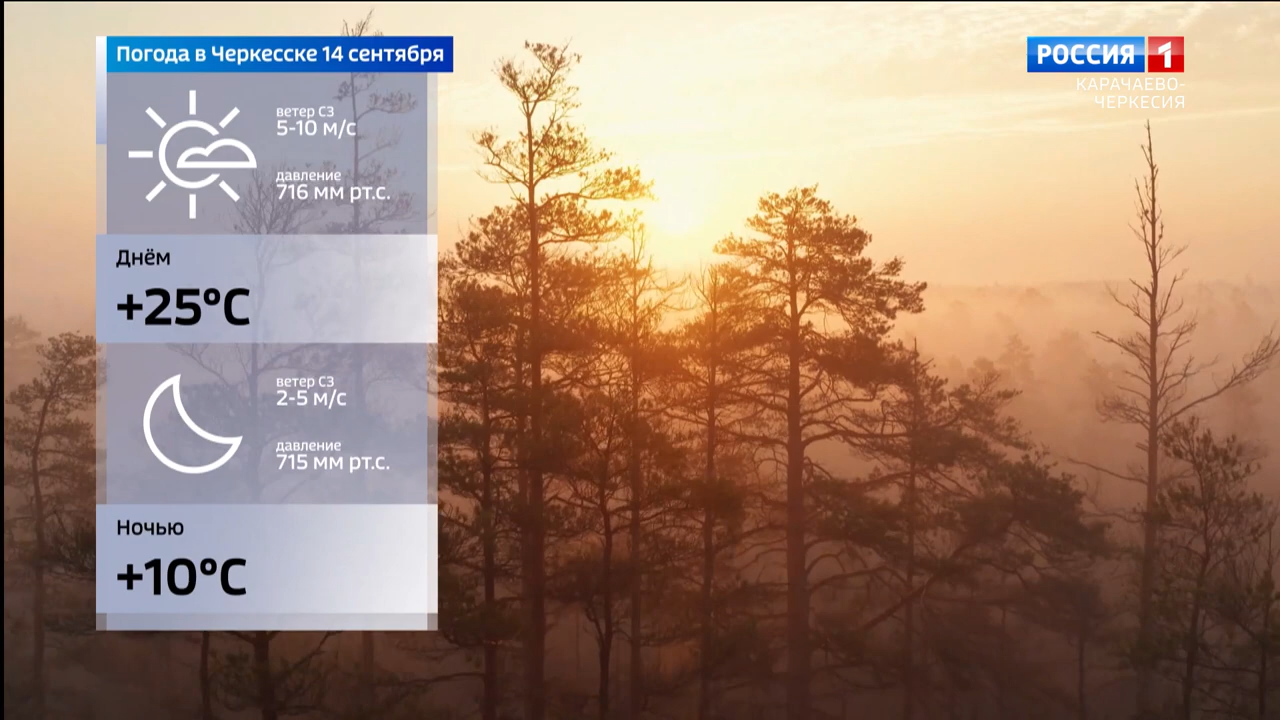 Погода в Черкесске 14 сентября
РОССИЯ 1
КАРАЧАЕВО-
ЧЕРКЕСИЯ
ветер СЗ
5-10 м/с
давление
716 мм рт.с.
Днём
+25°C
ветер СЗ
2-5 м/с
давление
715 мм рт.с.
Ночью
+10°C